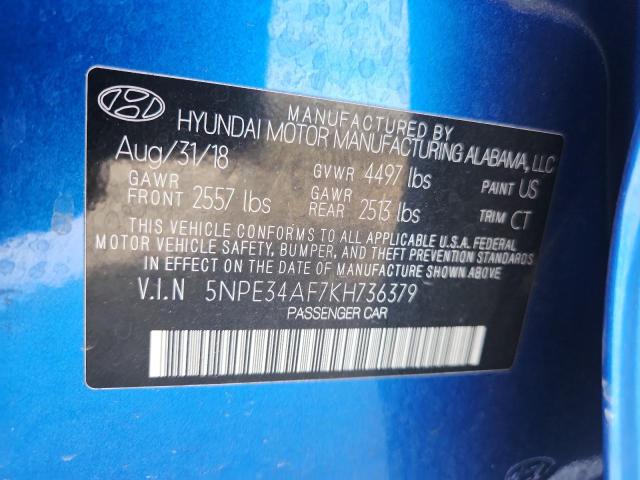 MANUFACTURED BY
HYUNDAI MOTOR MANUFACTURING ALABAMA, LLC
Aug/31/18 GVWR 4497 lbs PAINT US
GAWR FRONT 2557 lbs GAWR REAR 2513 lbs TRIM CT
THIS VEHICLE CONFORMS TO ALL APPLICABLE U.S.A. FEDERAL
MOTOR VEHICLE SAFETY, BUMPER, AND THEFT PREVENTION STANDARDS
IN EFFECT ON THE DATE OF MANUFACTURE SHOWN ABOVE.
V.I.N 5NPE34AF7KH736379
PASSENGER CAR